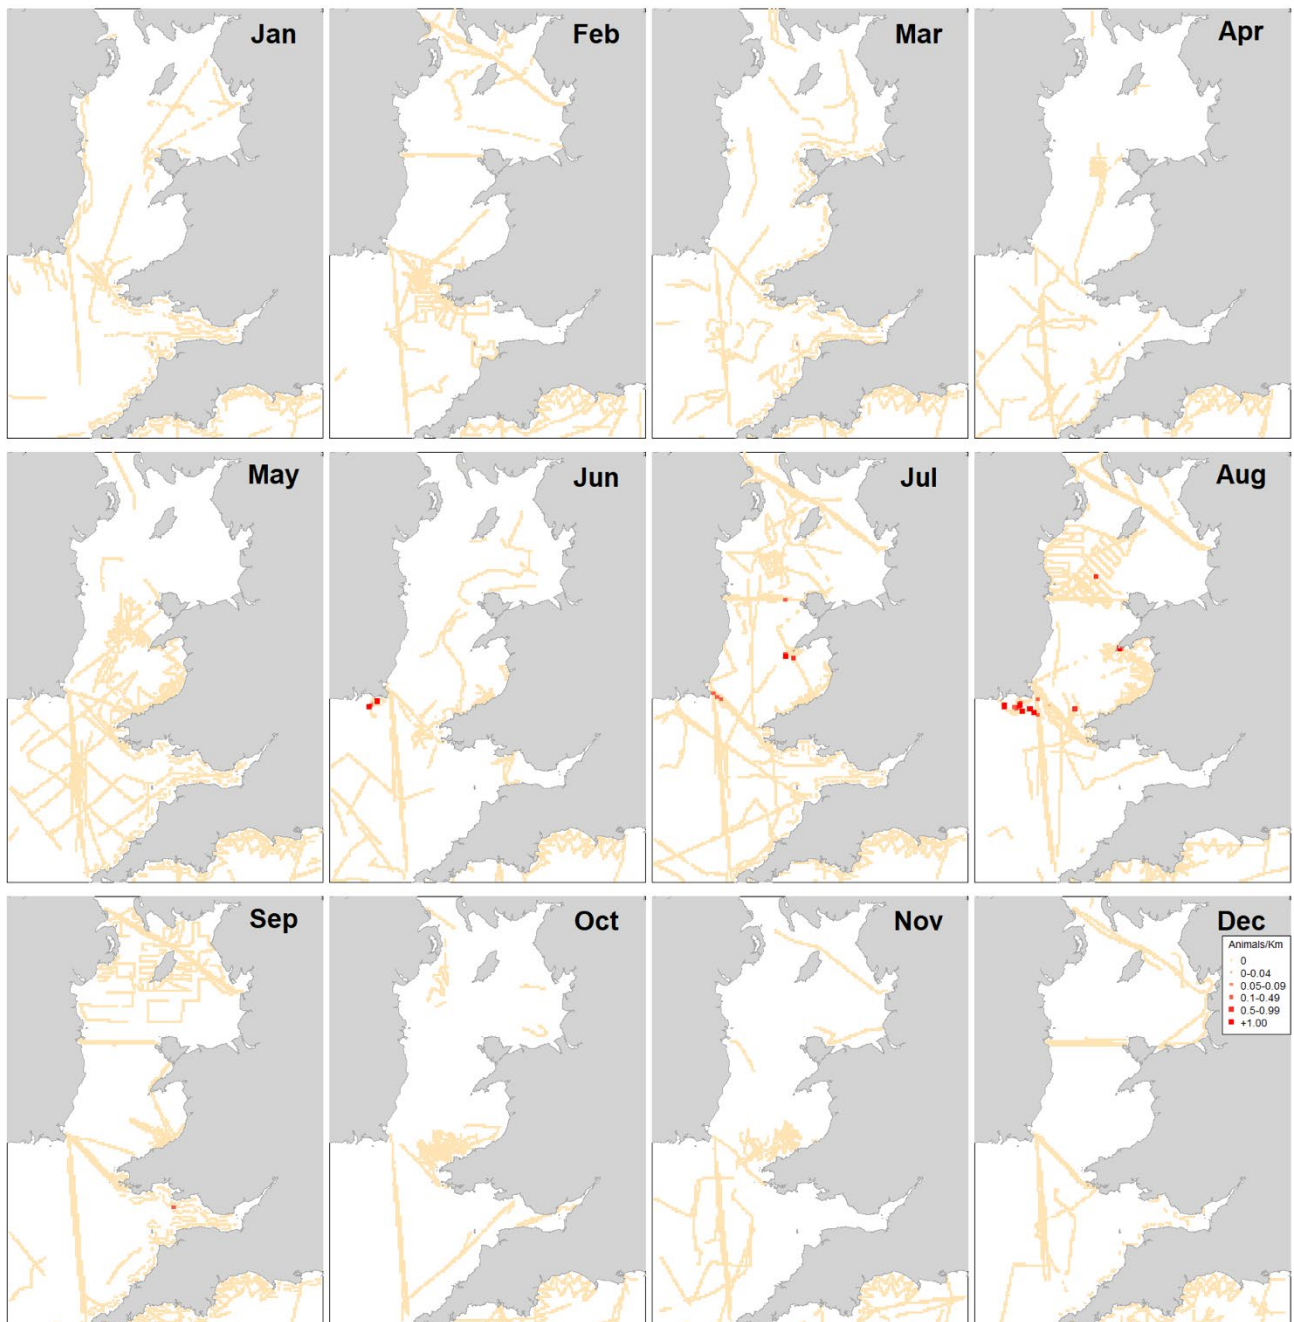 Jan
Feb
Mar
Apr
May
Jun
Jul
Aug
Sep
Oct
Nov
Dec
Animals/Km
0
0-0.04
0.05-0.09
0.1-0.49
0.5-0.99
+1.00